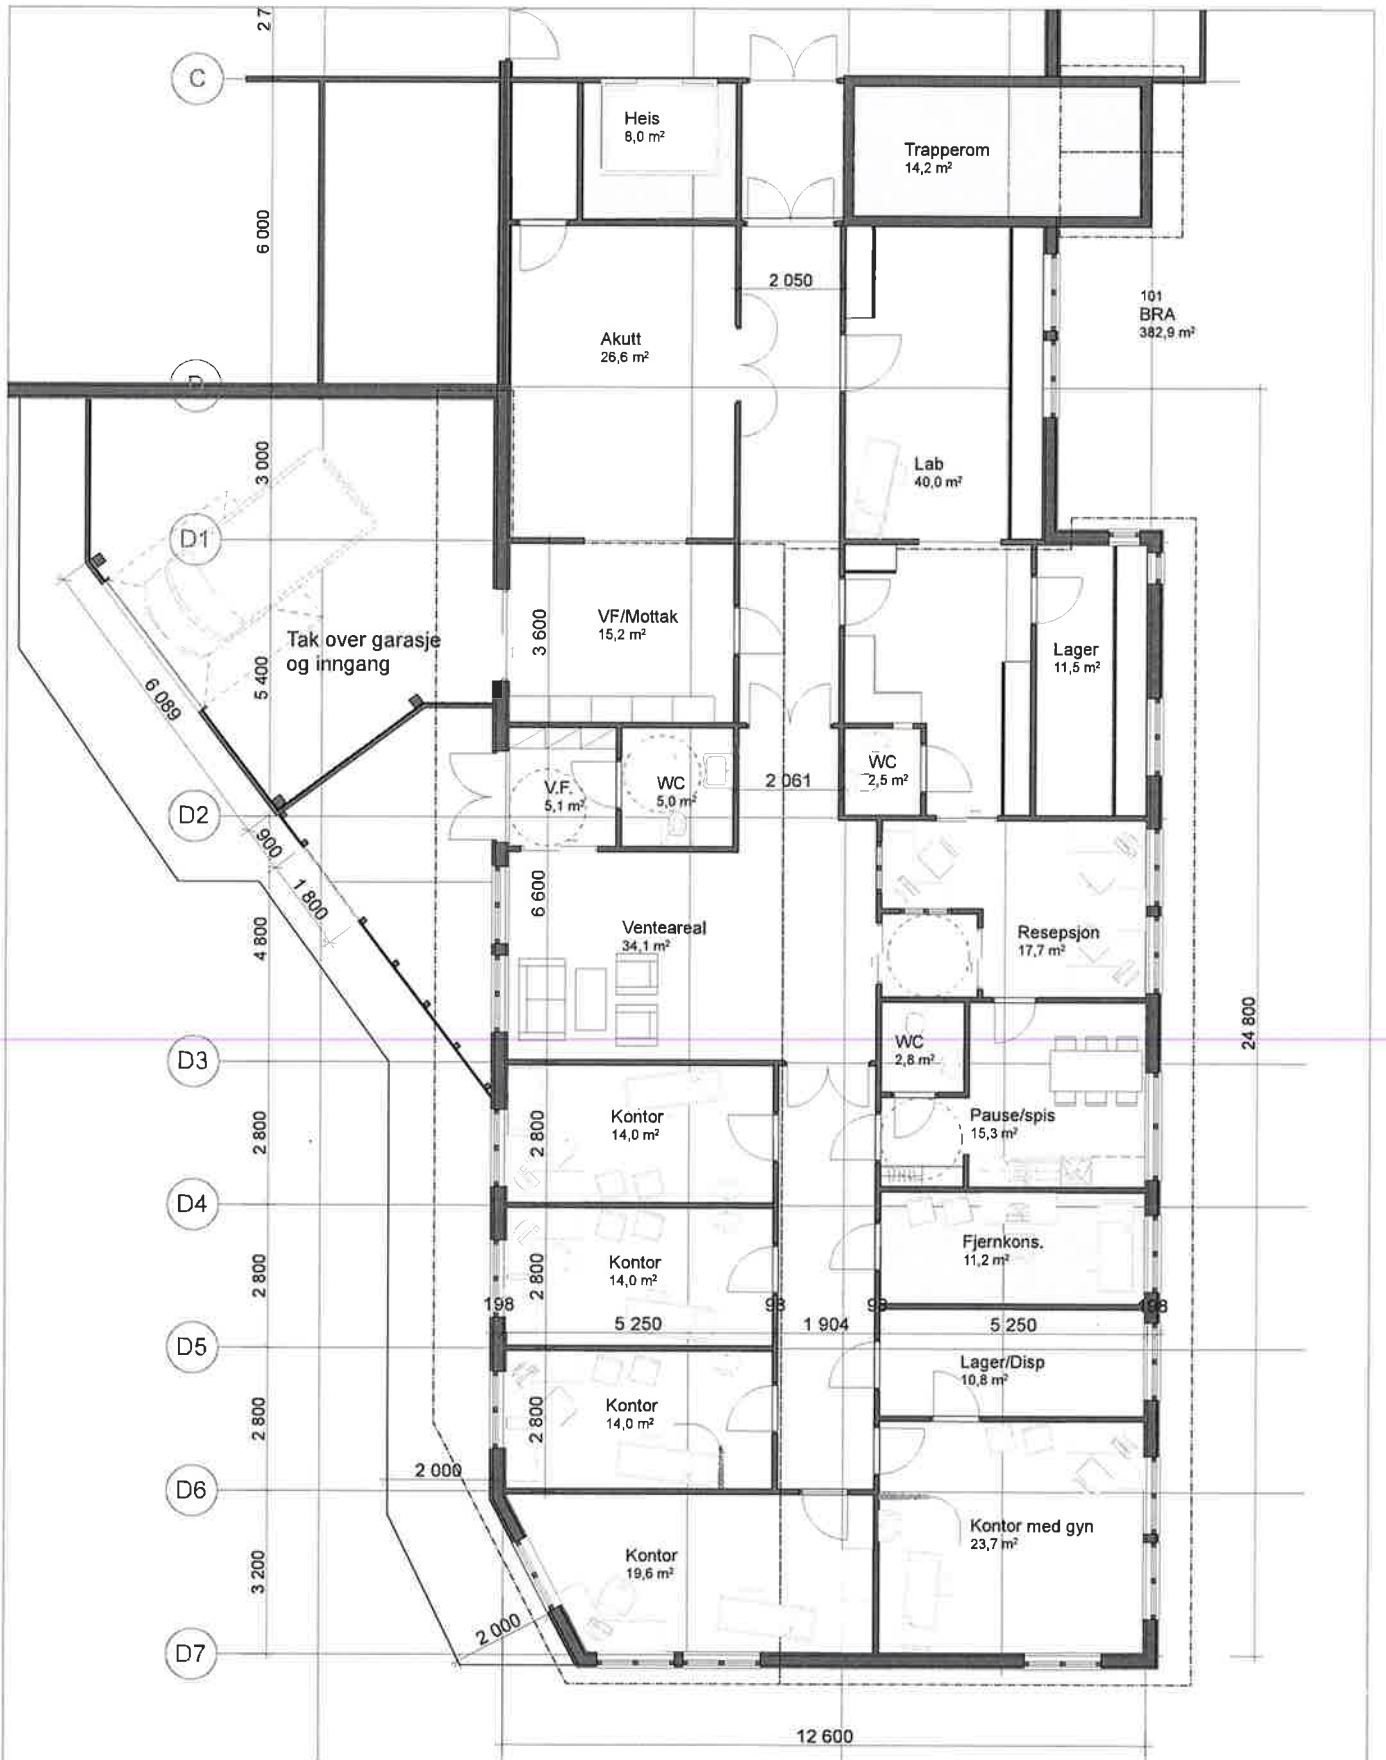 2 7
C
Heis
8,0 m²
Trapperom
14,2 m²
6 000
2 050
101
BRA
382,9 m²
Akutt
26,6 m²
D
3 000
Lab
40,0 m²
D1
Tak over garasje
og inngang
3 600
VF/Mottak
15,2 m²
Lager
11,5 m²
5 400
6 089
V.F.
5,1 m²
WC
5,0 m²
2 061
WC
2,5 m²
D2
900
1 800
6 600
4 800
Venteareal
34,1 m²
Resepsjon
17,7 m²
24 800
D3
WC
2,8 m²
2 800
2 800
Kontor
14,0 m²
Pause/spis
15,3 m²
D4
2 800
2 800
Kontor
14,0 m²
Fjernkons.
11,2 m²
198
98
98
198
5 250
1 904
5 250
D5
Lager/Disp
10,8 m²
2 800
2 800
Kontor
14,0 m²
2 000
D6
Kontor med gyn
23,7 m²
3 200
Kontor
19,6 m²
2 000
D7
12 600